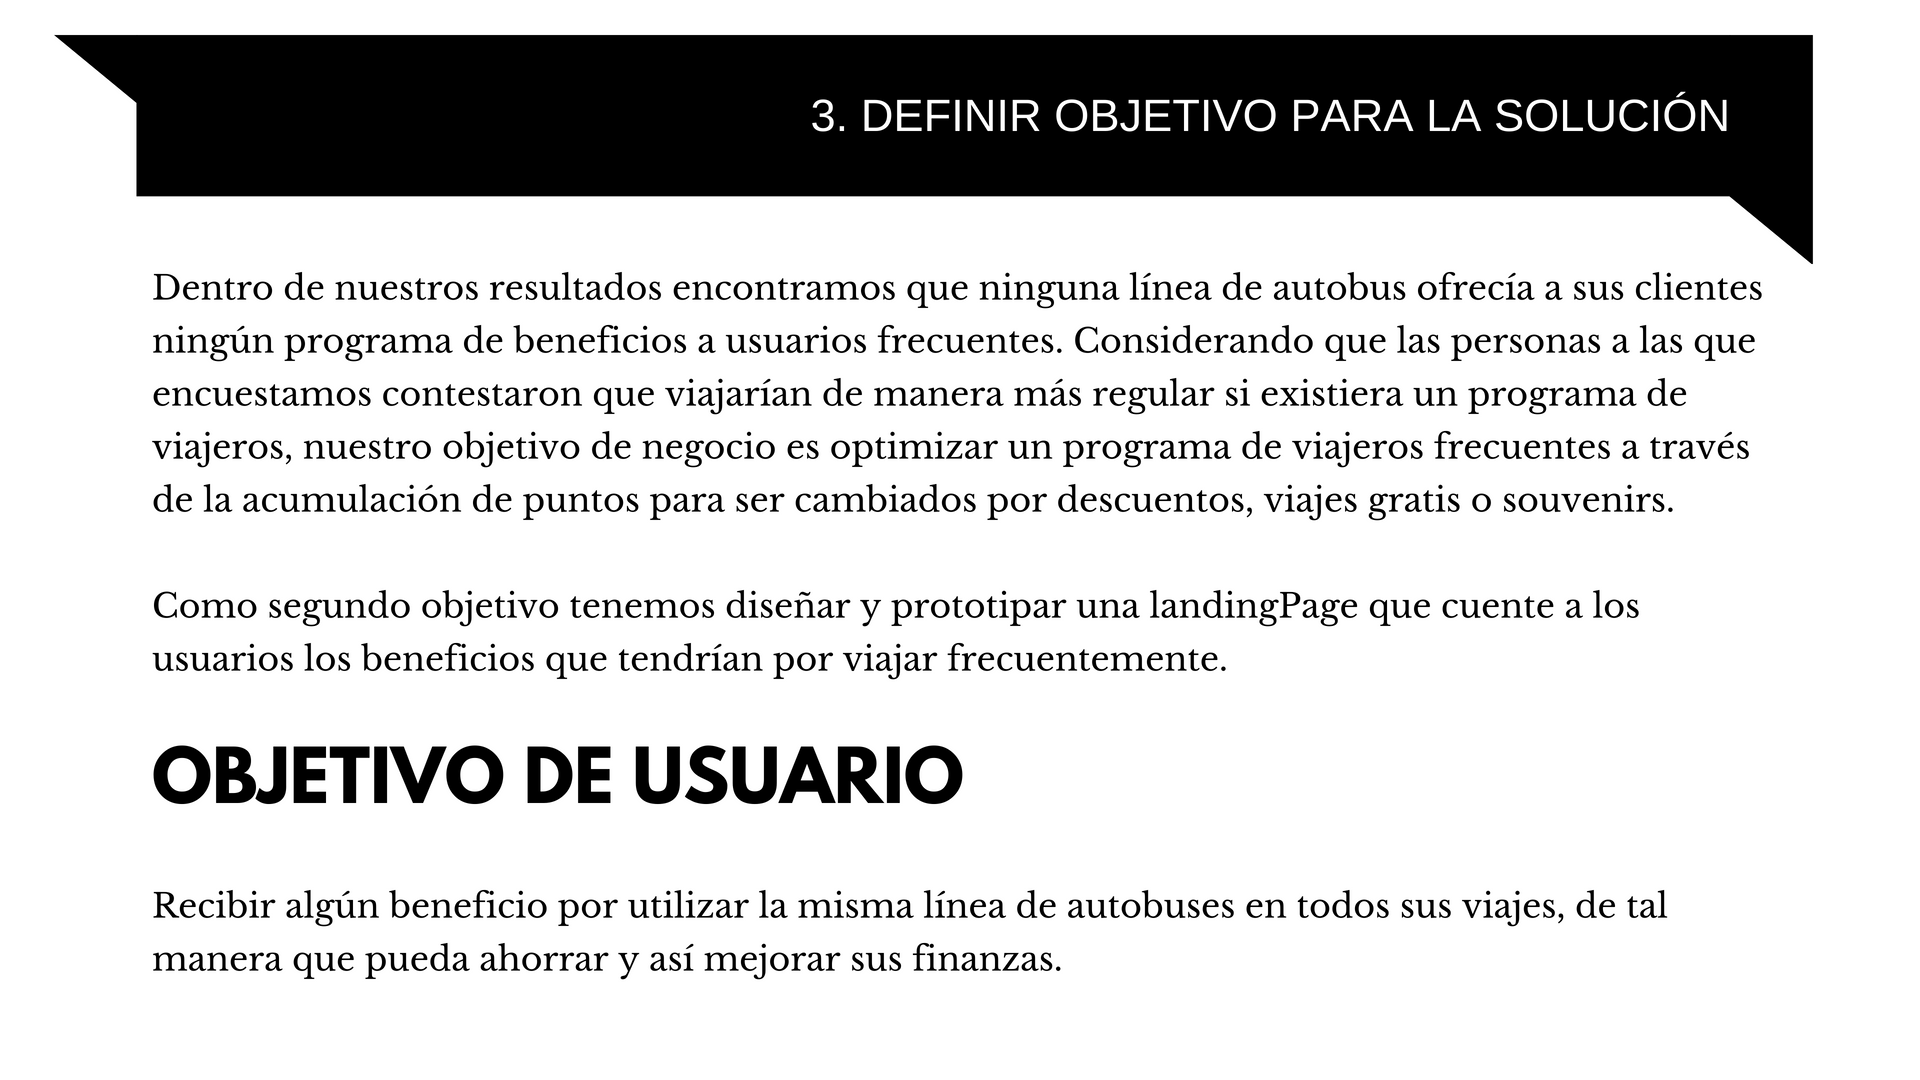 3. DEFINIR OBJETIVO PARA LA SOLUCIÓN
Dentro de nuestros resultados encontramos que ninguna línea de autobus ofrecía a sus clientes
ningún programa de beneficios a usuarios frecuentes. Considerando que las personas a las que
encuestamos contestaron que viajarían de manera más regular si existiera un programa de
viajeros, nuestro objetivo de negocio es optimizar un programa de viajeros frecuentes a través
de la acumulación de puntos para ser cambiados por descuentos, viajes gratis o souvenirs.
Como segundo objetivo tenemos diseñar y prototipar una landingPage que cuente a los
usuarios los beneficios que tendrían por viajar frecuentemente.
OBJETIVO DE USUARIO
Recibir algún beneficio por utilizar la misma línea de autobuses en todos sus viajes, de tal
manera que pueda ahorrar y así mejorar sus finanzas.